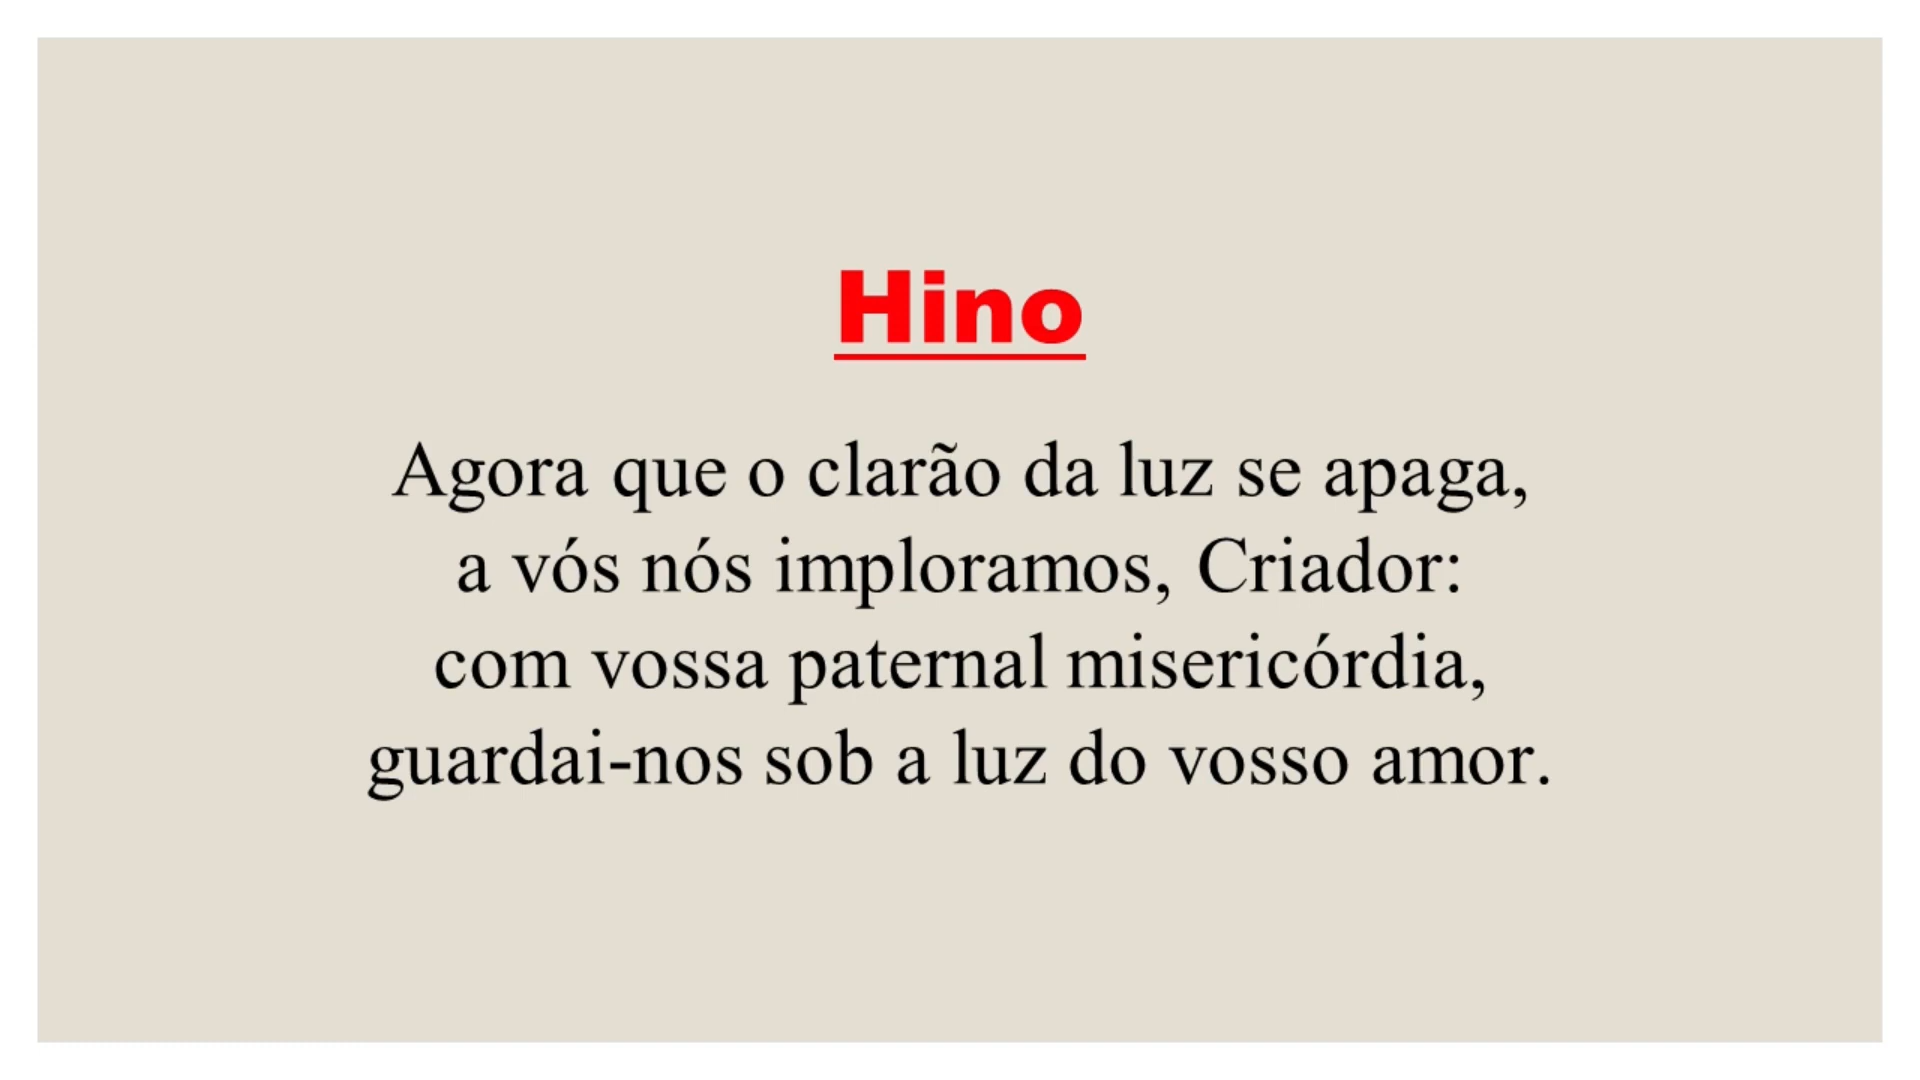 Hino
Agora que o clarão da luz se apaga,
a vós nós imploramos, Criador:
com vossa paternal misericórdia,
guardai-nos sob a luz do vosso amor.